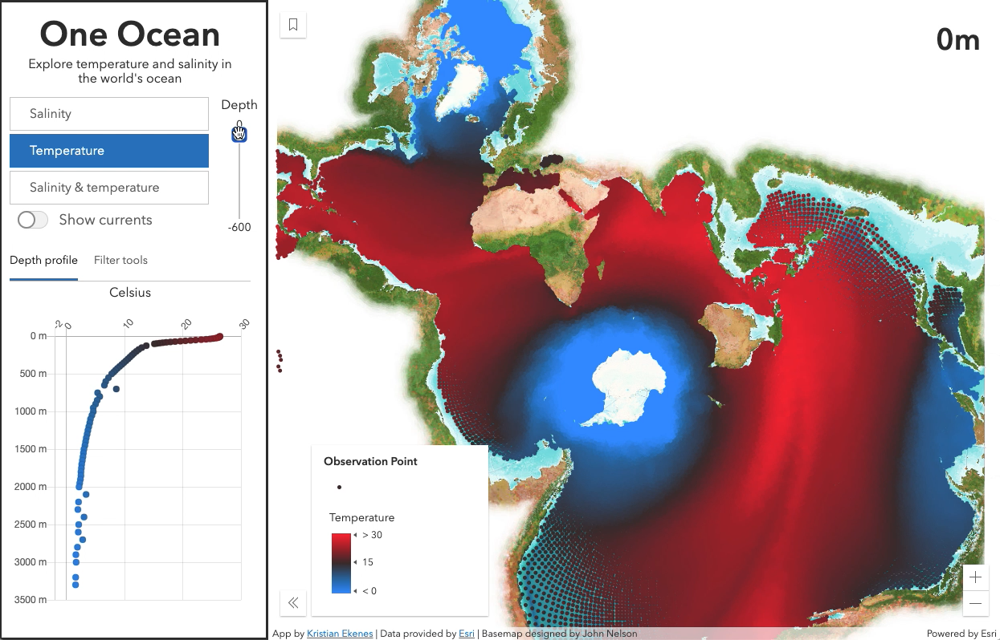 One Ocean
Explore temperature and salinity in
the world's ocean
Salinity
Temperature
Salinity & temperature
Show currents
Depth
0
-600
Depth profile
Filter tools
Celsius
-2
0
10
20
30
0 m
500 m
1000 m
1500 m
2000 m
2500 m
3000 m
3500 m
0m
Observation Point
Temperature
> 30
15
< 0
App by Kristian Ekenes | Data provided by Esri | Basemap designed by John Nelson
Powered by Esri